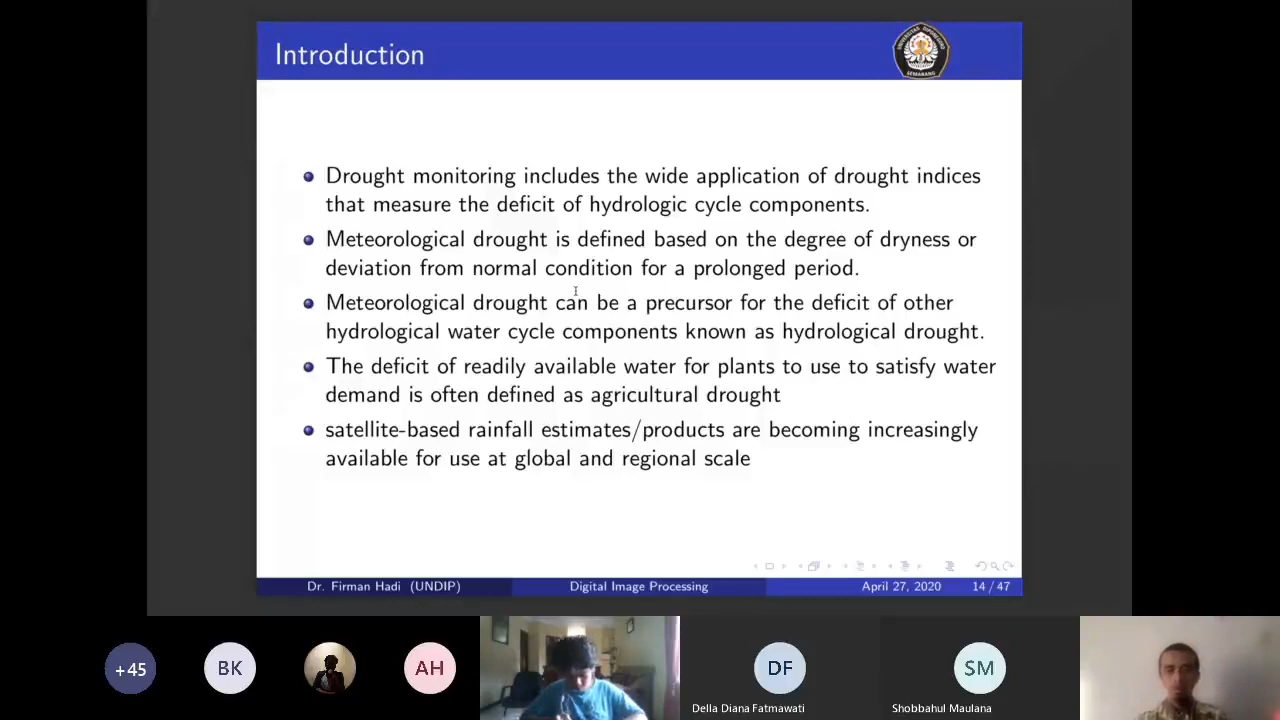 Introduction
UNIVERSITAS DIPONEGORO
SEMARANG
Drought monitoring includes the wide application of drought indices
that measure the deficit of hydrologic cycle components.
Meteorological drought is defined based on the degree of dryness or
deviation from normal condition for a prolonged period.
Meteorological drought can be a precursor for the deficit of other
hydrological water cycle components known as hydrological drought.
The deficit of readily available water for plants to use to satisfy water
demand is often defined as agricultural drought
satellite-based rainfall estimates/products are becoming increasingly
available for use at global and regional scale
Dr. Firman Hadi (UNDIP) Digital Image Processing April 27, 2020 14 / 47
+45 BK AH DF SM
Della Diana Fatmawati Shobbahul Maulana